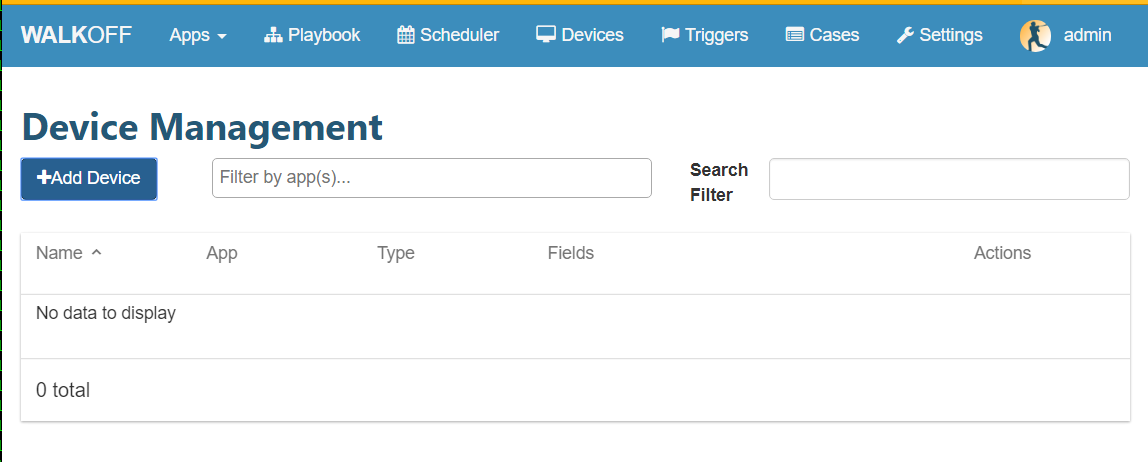 WALKOFF Apps Playbook Scheduler Devices Triggers Cases Settings admin
Device Management
+Add Device Filter by app(s)... Search Filter
Name App Type Fields Actions
No data to display
0 total